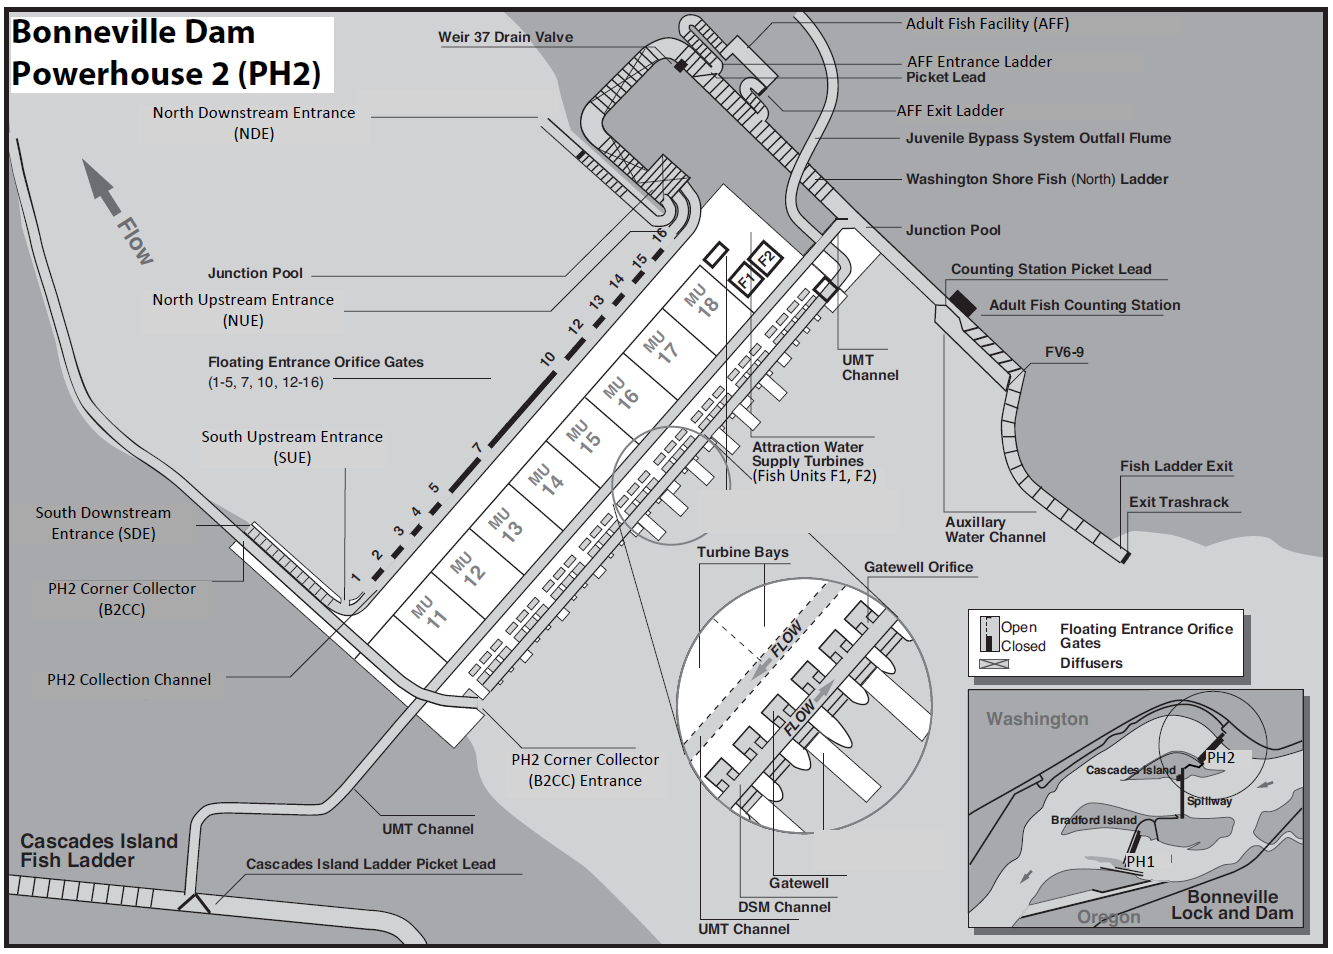 Bonneville Dam
Powerhouse 2 (PH2)
Weir 37 Drain Valve
Adult Fish Facility (AFF)
AFF Entrance Ladder
Picket Lead
AFF Exit Ladder
North Downstream Entrance
(NDE)
Juvenile Bypass System Outfall Flume
Washington Shore Fish (North) Ladder
Flow
Junction Pool
Junction Pool
Counting Station Picket Lead
Adult Fish Counting Station
North Upstream Entrance
(NUE)
FV6-9
Floating Entrance Orifice Gates
(1-5, 7, 10, 12-16)
UMT
Channel
16
15
14
13
12
10
7
5
4
3
2
1
F1
F2
MU
18
MU
17
MU
16
MU
15
MU
14
MU
13
MU
12
MU
11
South Upstream Entrance
(SUE)
Attraction Water
Supply Turbines
(Fish Units F1, F2)
Fish Ladder Exit
Exit Trashrack
South Downstream
Entrance (SDE)
Auxillary
Water Channel
Turbine Bays
Gatewell Orifice
PH2 Corner Collector
(B2CC)
FLOW
FLOW
Open
Closed
Floating Entrance Orifice
Gates
Diffusers
PH2 Collection Channel
PH2 Corner Collector
(B2CC) Entrance
Washington
PH2
Cascades Island
Spillway
Bradford Island
PH1
Bonneville
Lock and Dam
Oregon
UMT Channel
Cascades Island
Fish Ladder
Cascades Island Ladder Picket Lead
Gatewell
DSM Channel
UMT Channel